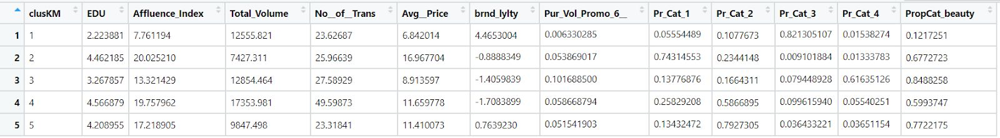 clusKM EDU Affluence_Index Total_Volume No__of__Trans Avg__Price brnd_lylty Pur_Vol_Promo_6__ Pr_Cat_1 Pr_Cat_2 Pr_Cat_3 Pr_Cat_4 PropCat_beauty
1 1 2.223881 7.761194 12555.821 23.62687 6.842014 4.4653004 0.006330285 0.05554489 0.1077673 0.821305107 0.01538274 0.1217251
2 2 4.462185 20.025210 7427.311 25.96639 16.967704 -0.8888349 0.053869017 0.74314553 0.2344148 0.009101884 0.01333783 0.6772723
3 3 3.267857 13.321429 12854.464 27.58929 8.913597 -1.4059839 0.101688500 0.13776876 0.1664311 0.079448928 0.61635126 0.8488258
4 4 4.566879 19.757962 17353.981 49.59873 11.659778 -1.7083899 0.058668794 0.25829208 0.5866895 0.099615940 0.05540251 0.5993747
5 5 4.208955 17.218905 9847.498 23.31841 11.410073 0.7639230 0.051541903 0.13432472 0.7927305 0.036433221 0.03651154 0.7722175